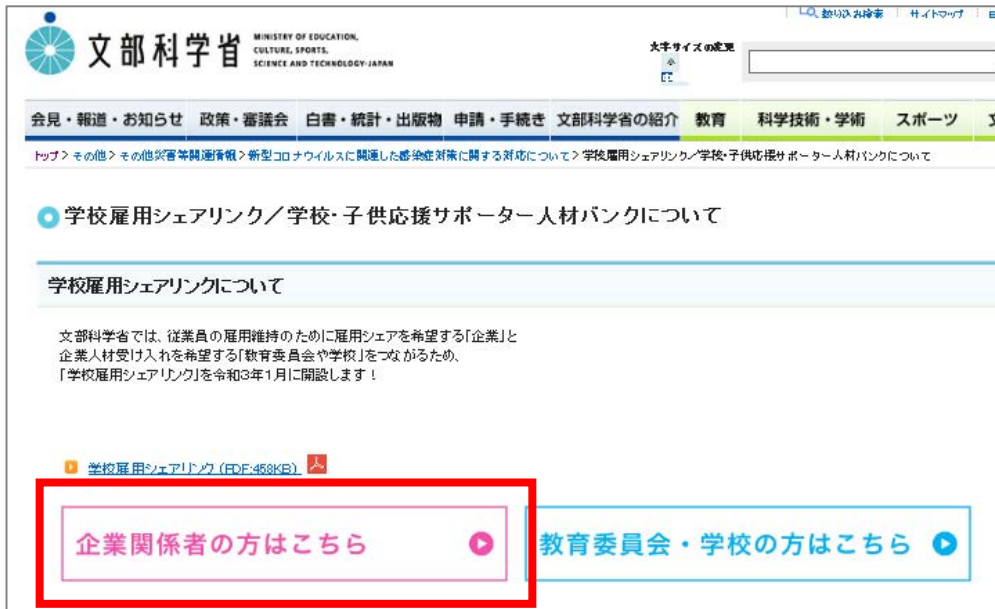 絞り込み検索 サイトマップ
文部科学省
MINISTRY OF EDUCATION,
CULTURE, SPORTS,
SCIENCE AND TECHNOLOGY-JAPAN
文字サイズの変更
小
会見・報道・お知らせ 政策・審議会 白書・統計・出版物 申請・手続き 文部科学省の紹介 教育 科学技術・学術 スポーツ
トップ > その他 > その他災害等関連情報 > 新型コロナウイルスに関連した感染症対策に関する対応について > 学校雇用シェアリンク／学校・子供応援サポーター人材バンクについて
学校雇用シェアリンク／学校・子供応援サポーター人材バンクについて
学校雇用シェアリンクについて
文部科学省では、従業員の雇用維持のために雇用シェアを希望する「企業」と
企業人材受け入れを希望する「教育委員会や学校」をつながるため、
「学校雇用シェアリンク」を令和3年1月に開設します！
学校雇用シェアリンク (PDF:458KB)
企業関係者の方はこちら
教育委員会・学校の方はこちら